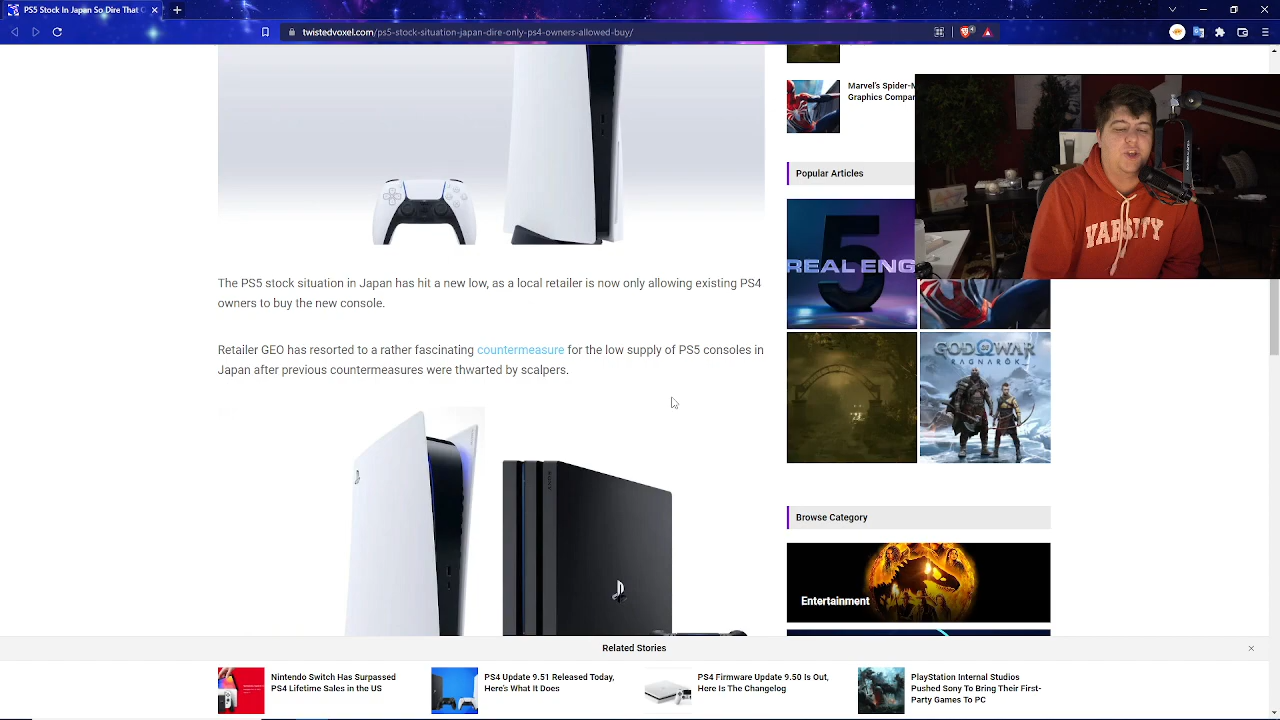 PS5 Stock In Japan So Dire That O
twistedvoxel.com/ps5-stock-situation-japan-dire-only-ps4-owners-allowed-buy/
Marvel's Spider-M
Graphics Compar
Popular Articles
VARSITY
5
REAL ENG
The PS5 stock situation in Japan has hit a new low, as a local retailer is now only allowing existing PS4
owners to buy the new console.
Retailer GEO has resorted to a rather fascinating countermeasure for the low supply of PS5 consoles in
Japan after previous countermeasures were thwarted by scalpers.
GOD OF WAR
RAGNARÖK
Browse Category
Entertainment
Related Stories
Nintendo Switch Has Surpassed
PS4 Lifetime Sales in the US
PS4 Update 9.51 Released Today,
Here's What It Does
PS4 Firmware Update 9.50 Is Out,
Here Is The Changelog
PlayStation Internal Studios
Pushed Sony To Bring Their First-
Party Games To PC